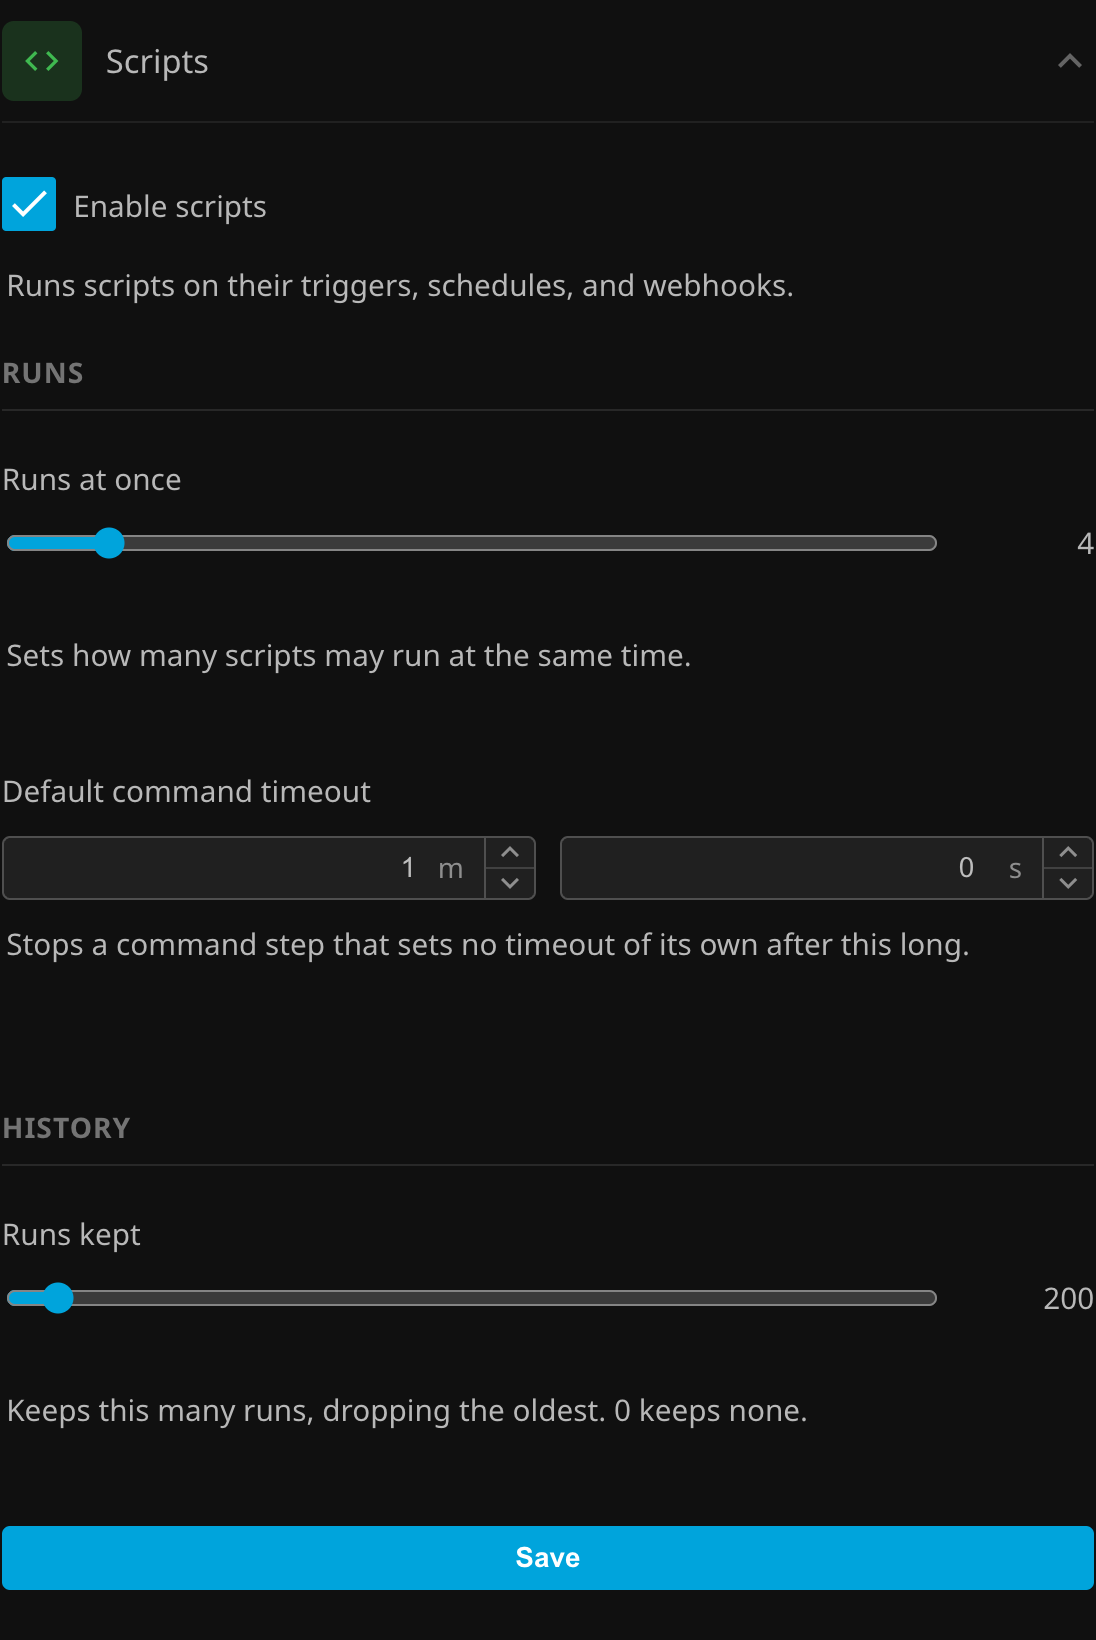 Scripts
Enable scripts
Runs scripts on their triggers, schedules, and webhooks.
RUNS
Runs at once
4
Sets how many scripts may run at the same time.
Default command timeout
1 m 0 s
Stops a command step that sets no timeout of its own after this long.
HISTORY
Runs kept
200
Keeps this many runs, dropping the oldest. 0 keeps none.
Save